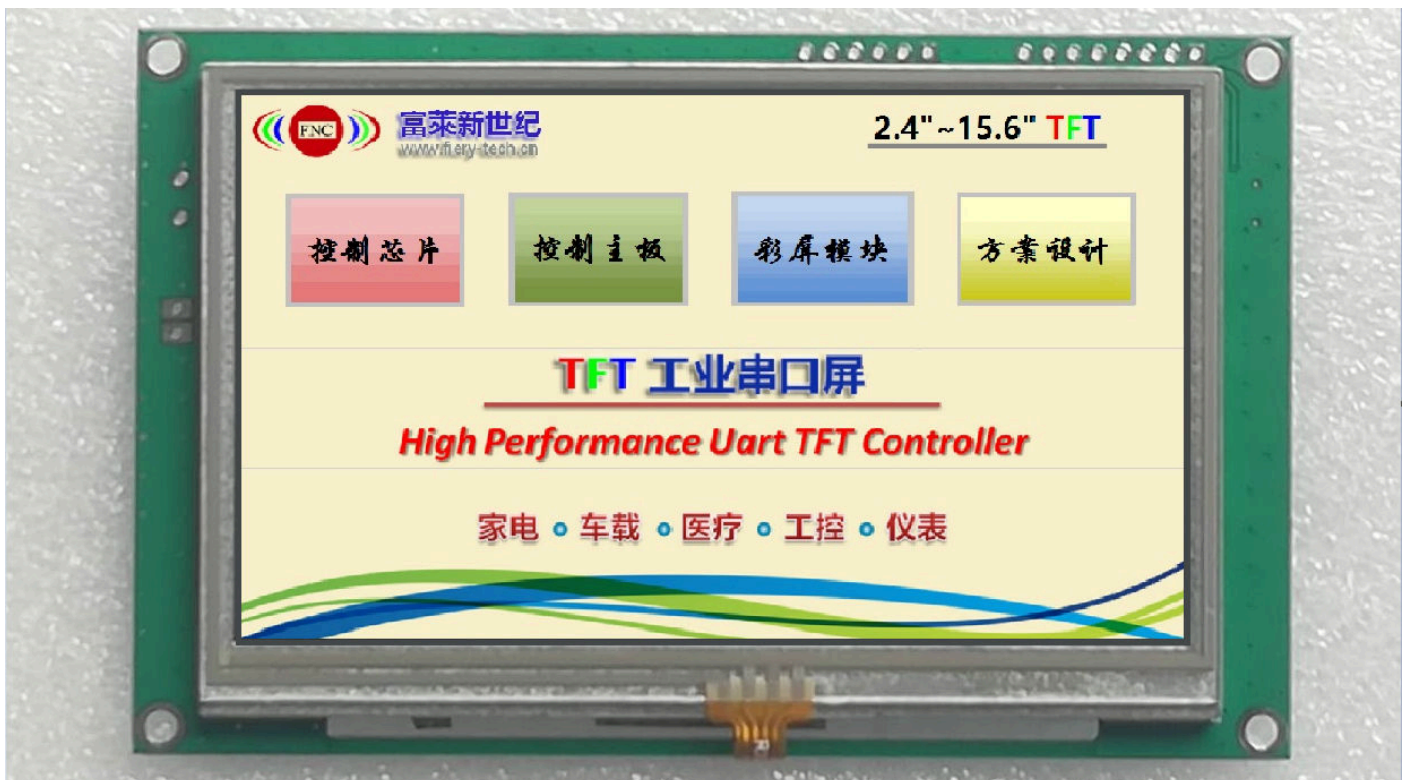 FNC 富莱新世纪 2.4"~15.6" TFT
www.fiery-tech.cn
控制芯片 控制主板 彩屏模块 方案设计
TFT 工业串口屏
High Performance Uart TFT Controller
家电 • 车载 • 医疗 • 工控 • 仪表